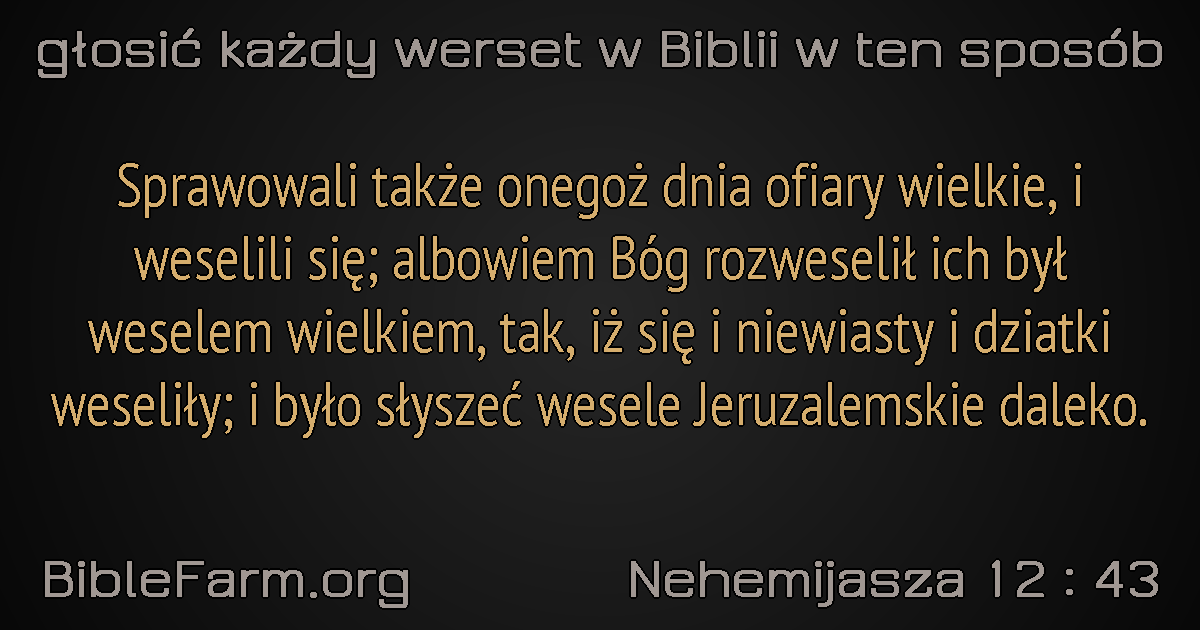 głosić każdy werset w Biblii w ten sposób
Sprawowali także onegoż dnia ofiary wielkie, i
weselili się; albowiem Bóg rozweselił ich był
weselem wielkiem, tak, iż się i niewiasty i dziatki
weseliły; i było słyszeć wesele Jeruzalemskie daleko.
BibleFarm.org
Nehemijasza 12 : 43